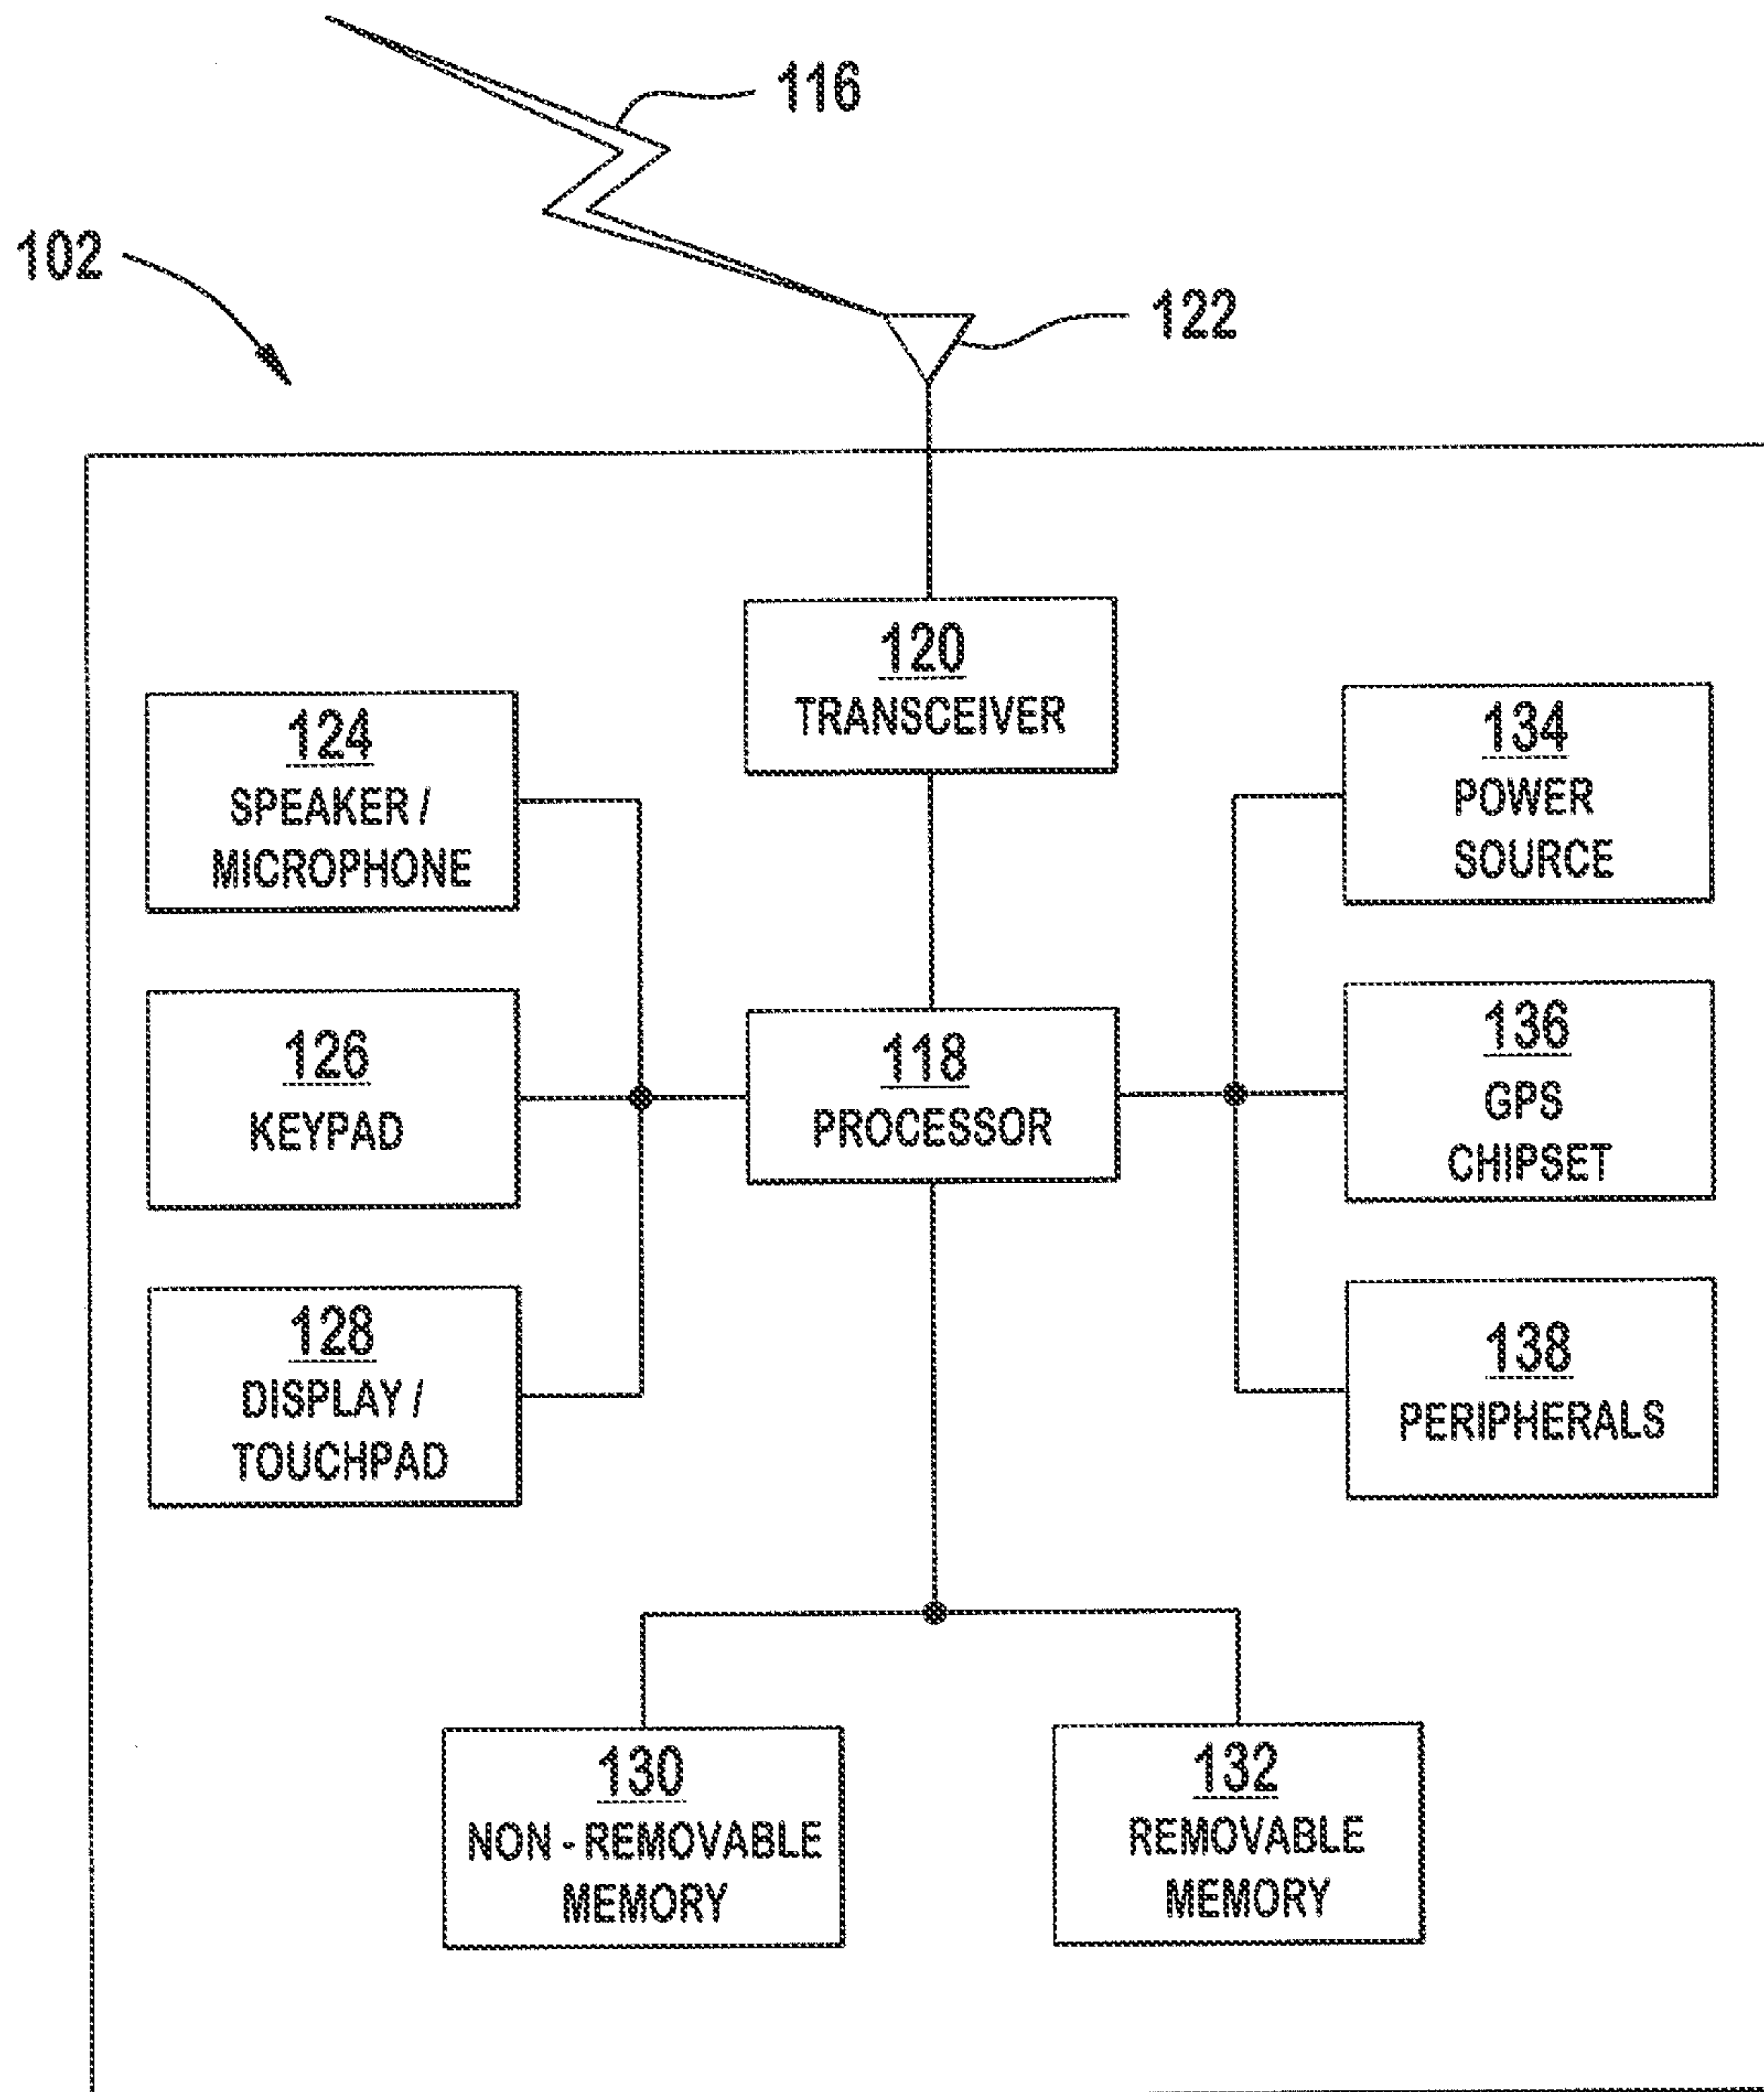 116
102
122
120
TRANSCEIVER
124
SPEAKER /
MICROPHONE
134
POWER
SOURCE
126
KEYPAD
118
PROCESSOR
136
GPS
CHIPSET
128
DISPLAY /
TOUCHPAD
138
PERIPHERALS
130
NON - REMOVABLE
MEMORY
132
REMOVABLE
MEMORY